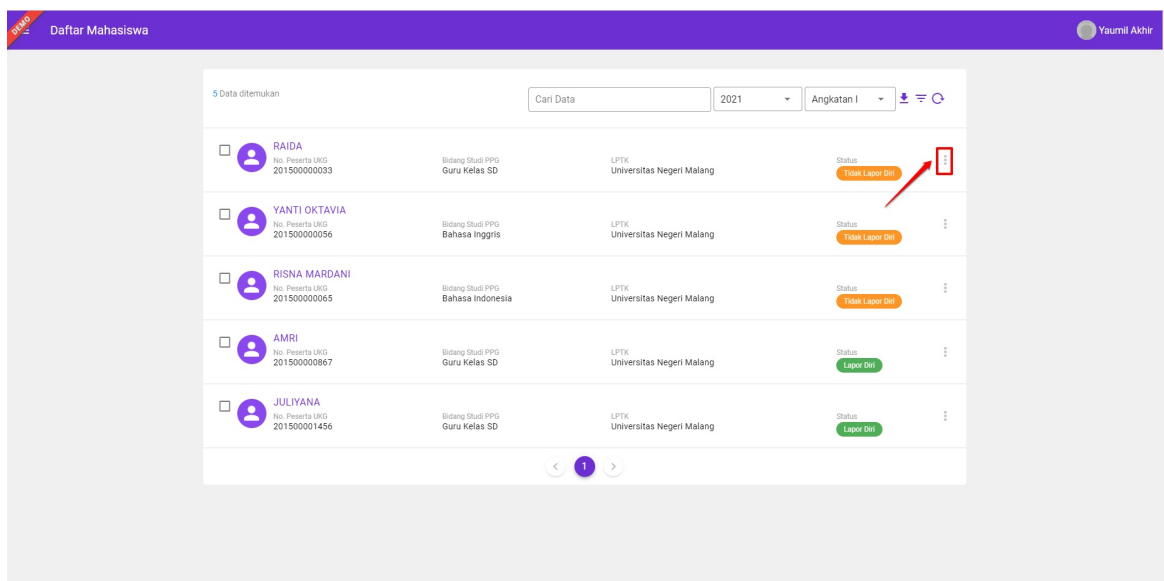 DEMO
Daftar Mahasiswa
Yaumil Akhir
5 Data ditemukan
Cari Data
2021
Angkatan I
RAIDA
No. Peserta UKG
201500000033
Bidang Studi PPG
Guru Kelas SD
LPTK
Universitas Negeri Malang
Status
Tidak Lapor Diri
YANTI OKTAVIA
No. Peserta UKG
201500000056
Bidang Studi PPG
Bahasa Inggris
LPTK
Universitas Negeri Malang
Status
Tidak Lapor Diri
RISNA MARDANI
No. Peserta UKG
201500000065
Bidang Studi PPG
Bahasa Indonesia
LPTK
Universitas Negeri Malang
Status
Tidak Lapor Diri
AMRI
No. Peserta UKG
201500000867
Bidang Studi PPG
Guru Kelas SD
LPTK
Universitas Negeri Malang
Status
Lapor Diri
JULIYANA
No. Peserta UKG
201500001456
Bidang Studi PPG
Guru Kelas SD
LPTK
Universitas Negeri Malang
Status
Lapor Diri
1